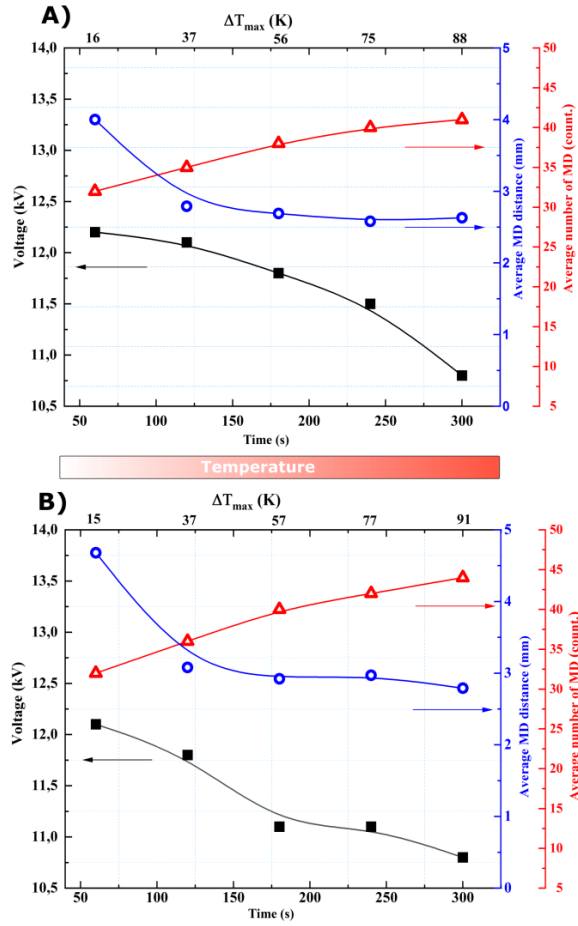 A)
ΔTmax (K)
16 37 56 75 88
14,0
13,5
13,0
12,5
12,0
11,5
11,0
10,5
Voltage (kV)
50 100 150 200 250 300
Time (s)
5
4
3
2
1
0
Average MD distance (mm)
50
45
40
35
30
25
20
15
10
5
Average number of MD (count.)
Temperature
B)
ΔTmax (K)
15 37 57 77 91
14,0
13,5
13,0
12,5
12,0
11,5
11,0
10,5
Voltage (kV)
50 100 150 200 250 300
Time (s)
5
4
3
2
1
0
Average MD distance (mm)
50
45
40
35
30
25
20
15
10
5
Average number of MD (count.)